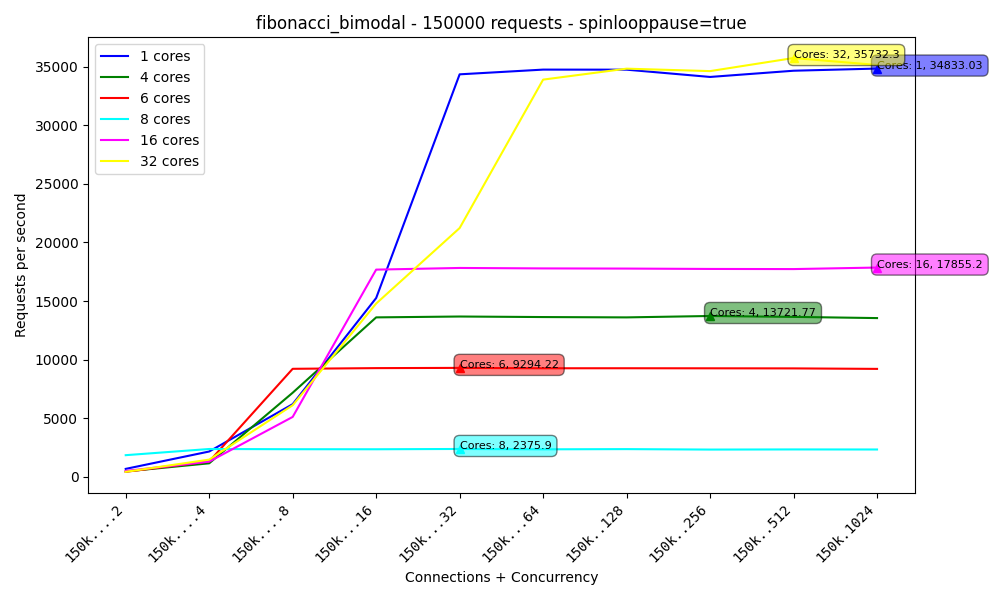 fibonacci_bimodal - 150000 requests - spinlooppause=true
1 cores
4 cores
6 cores
8 cores
16 cores
32 cores
Cores: 32, 35732.3
Cores: 1, 34833.03
Cores: 16, 17855.2
Cores: 4, 13721.77
Cores: 6, 9294.22
Cores: 8, 2375.9
Requests per second
35000
30000
25000
20000
15000
10000
5000
0
150k....2
150k....4
150k....8
150k...16
150k...32
150k...64
150k..128
150k..256
150k..512
150k.1024
Connections + Concurrency